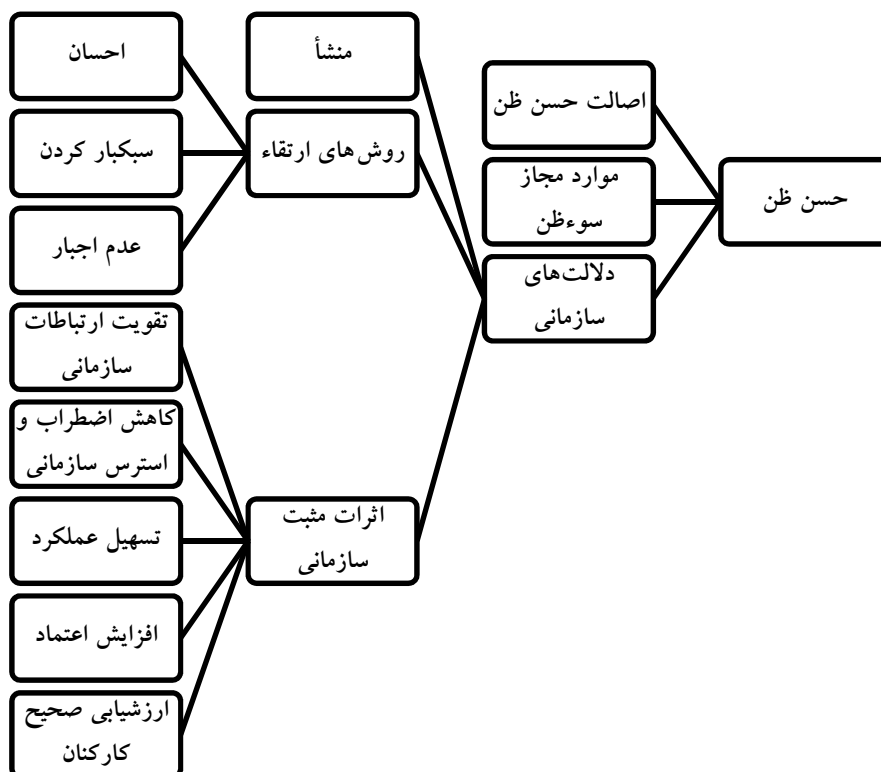 حسن ظن
اصالت حسن ظن
موارد مجاز
سوءظن
دلالت‌های
سازمانی
منشأ
روش‌های ارتقاء
اثرات مثبت
سازمانی
احسان
سبکبار کردن
عدم اجبار
تقویت ارتباطات
سازمانی
کاهش اضطراب و
استرس سازمانی
تسهیل عملکرد
افزایش اعتماد
ارزشیابی صحیح
کارکنان